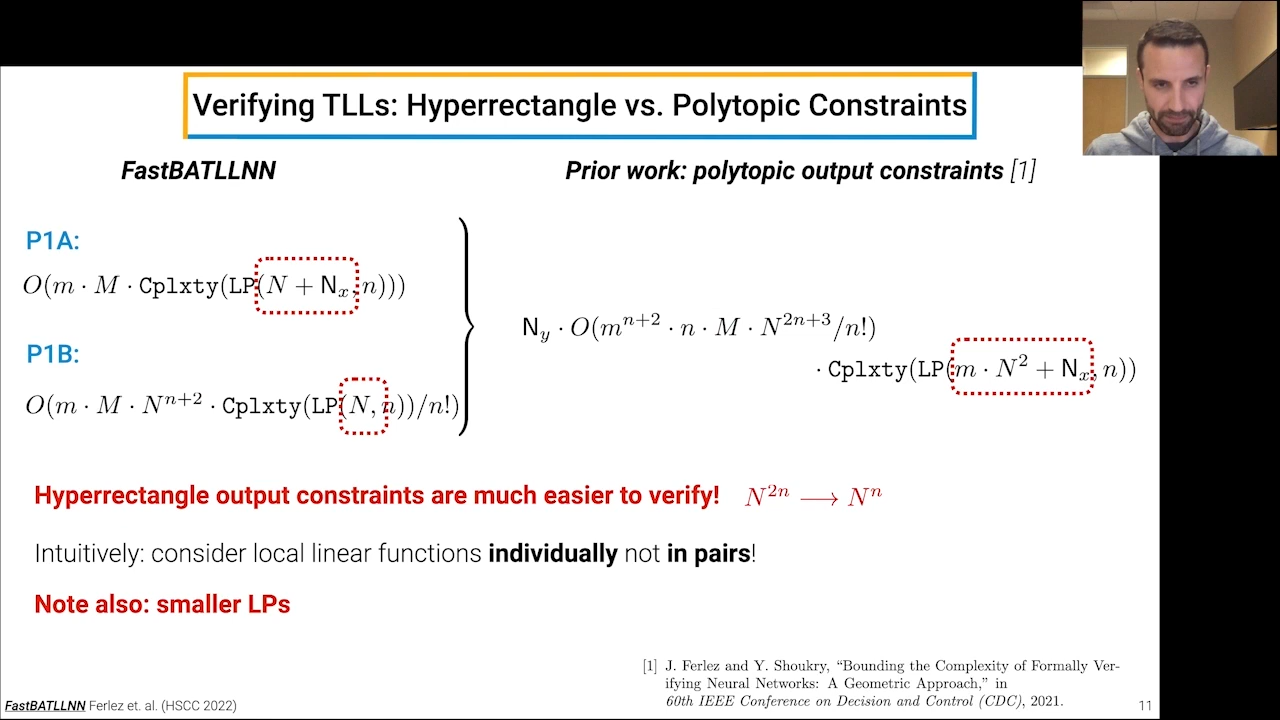 Verifying TLLs: Hyperrectangle vs. Polytopic Constraints
FastBATLLNN
Prior work: polytopic output constraints [1]
P1A:
O(m · M · Cplxty(LP(N + N_x, n)))
P1B:
O(m · M · N^{n+2} · Cplxty(LP(N, n))/n!)
N_y · O(m^{n+2} · n · M · N^{2n+3}/n!)
· Cplxty(LP(m · N^2 + N_x, n))
Hyperrectangle output constraints are much easier to verify! N^{2n} ⟶ N^n
Intuitively: consider local linear functions individually not in pairs!
Note also: smaller LPs
[1] J. Ferlez and Y. Shoukry, “Bounding the Complexity of Formally Ver-
ifying Neural Networks: A Geometric Approach,” in
60th IEEE Conference on Decision and Control (CDC), 2021.
FastBATLLNN Ferlez et. al. (HSCC 2022)
11